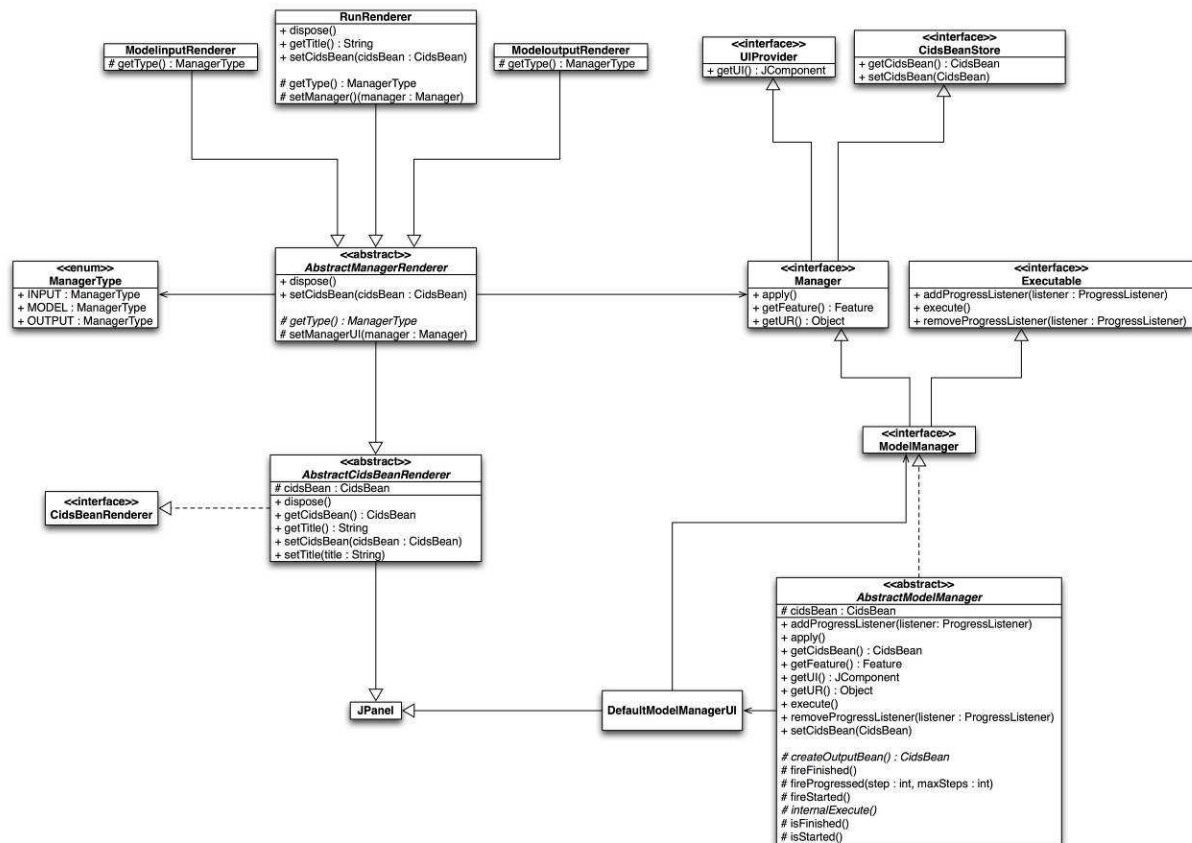 RunRenderer
+ dispose()
+ getTitle() : String
+ setCidsBean(cidsBean : CidsBean)
# getType() : ManagerType
# setManager()(manager : Manager)
ModelinputRenderer
# getType() : ManagerType
ModeloutputRenderer
# getType() : ManagerType
<<interface>>
UIProvider
+ getUI() : JComponent
<<interface>>
CidsBeanStore
+ getCidsBean() : CidsBean
+ setCidsBean(CidsBean)
<<enum>>
ManagerType
+ INPUT : ManagerType
+ MODEL : ManagerType
+ OUTPUT : ManagerType
<<abstract>>
AbstractManagerRenderer
+ dispose()
+ setCidsBean(cidsBean : CidsBean)
# getType() : ManagerType
# setManagerUI(manager : Manager)
<<interface>>
Manager
+ apply()
+ getFeature() : Feature
+ getUR() : Object
<<interface>>
Executable
+ addProgressListener(listener : ProgressListener)
+ execute()
+ removeProgressListener(listener : ProgressListener)
<<interface>>
ModelManager
<<interface>>
CidsBeanRenderer
<<abstract>>
AbstractCidsBeanRenderer
# cidsBean : CidsBean
+ dispose()
+ getCidsBean() : CidsBean
+ getTitle() : String
+ setCidsBean(cidsBean : CidsBean)
+ setTitle(title : String)
JPanel
DefaultModelManagerUI
<<abstract>>
AbstractModelManager
# cidsBean : CidsBean
+ addProgressListener(listener: ProgressListener)
+ apply()
+ getCidsBean() : CidsBean
+ getFeature() : Feature
+ getUI() : JComponent
+ getUR() : Object
+ execute()
+ removeProgressListener(listener : ProgressListener)
+ setCidsBean(CidsBean)
# createOutputBean() : CidsBean
# fireFinished()
# fireProgressed(step : int, maxSteps : int)
# fireStarted()
# internalExecute()
# isFinished()
# isStarted()